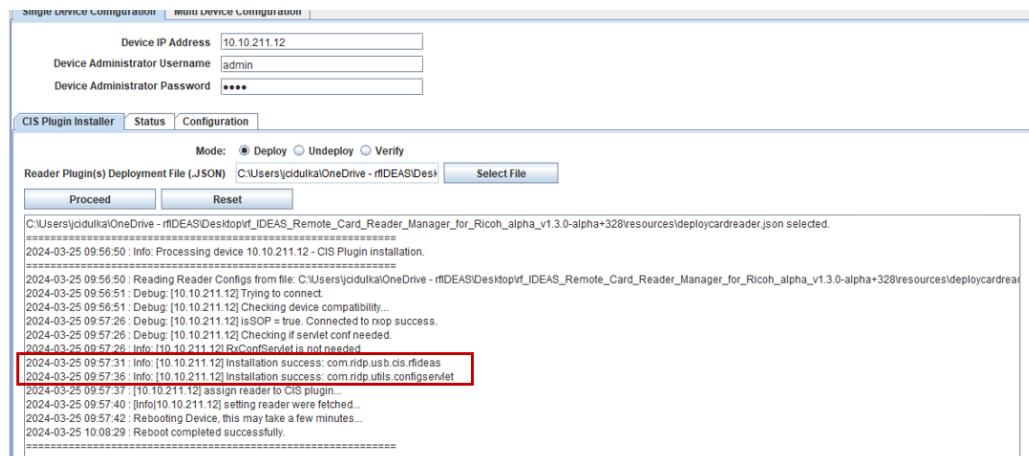 Single Device Configuration Multi Device Configuration
Device IP Address 10.10.211.12
Device Administrator Username admin
Device Administrator Password ••••
CIS Plugin Installer Status Configuration
Mode: Deploy Undeploy Verify
Reader Plugin(s) Deployment File (.JSON) C:\Users\jcidulka\OneDrive - rfIDEAS\Desk Select File
Proceed Reset
C:\Users\jcidulka\OneDrive - rfIDEAS\Desktop\rf_IDEAS_Remote_Card_Reader_Manager_for_Ricoh_alpha_v1.3.0-alpha+328\resources\deploycardreader.json selected.
================================================================
2024-03-25 09:56:50 : Info: Processing device 10.10.211.12 - CIS Plugin installation.
================================================================
2024-03-25 09:56:50 : Reading Reader Configs from file: C:\Users\jcidulka\OneDrive - rfIDEAS\Desktop\rf_IDEAS_Remote_Card_Reader_Manager_for_Ricoh_alpha_v1.3.0-alpha+328\resources\deploycardread
2024-03-25 09:56:51 : Debug: [10.10.211.12] Trying to connect.
2024-03-25 09:56:51 : Debug: [10.10.211.12] Checking device compatibility...
2024-03-25 09:57:26 : Debug: [10.10.211.12] isSOP = true. Connected to rxop success.
2024-03-25 09:57:26 : Debug: [10.10.211.12] Checking if servlet conf needed.
2024-03-25 09:57:26 : Info: [10.10.211.12] RxConfServlet is not needed
2024-03-25 09:57:31 : Info: [10.10.211.12] Installation success: com.ridp.usb.cis.rfideas
2024-03-25 09:57:36 : Info: [10.10.211.12] Installation success: com.ridp.utils.configservlet
2024-03-25 09:57:37 : [10.10.211.12] assign reader to CIS plugin...
2024-03-25 09:57:40 : [Info|10.10.211.12] setting reader were fetched...
2024-03-25 09:57:42 : Rebooting Device, this may take a few minutes...
2024-03-25 10:08:29 : Reboot completed successfully.
================================================================